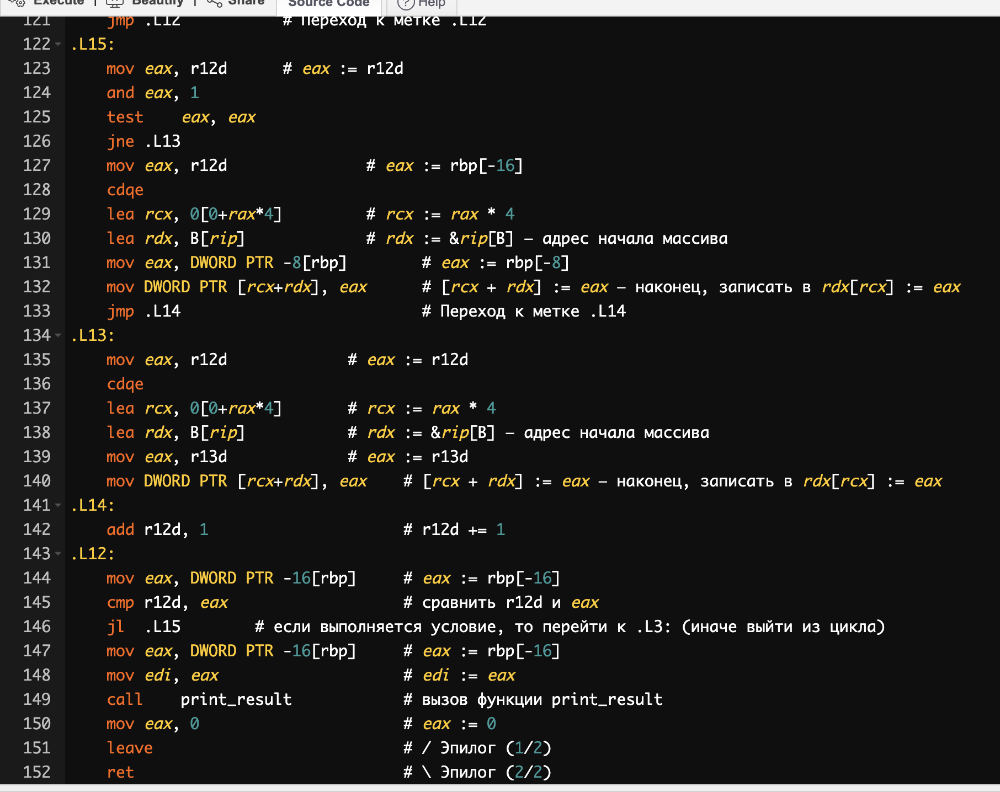 Execute | Beautify | Share Source Code Help
121 jmp .L12 # Переход к метке .L12
122 .L15:
123 mov eax, r12d # eax := r12d
124 and eax, 1
125 test eax, eax
126 jne .L13
127 mov eax, r12d # eax := rbp[-16]
128 cdqe
129 lea rcx, 0[0+rax*4] # rcx := rax * 4
130 lea rdx, B[rip] # rdx := &rip[B] — адрес начала массива
131 mov eax, DWORD PTR -8[rbp] # eax := rbp[-8]
132 mov DWORD PTR [rcx+rdx], eax # [rcx + rdx] := eax — наконец, записать в rdx[rcx] := eax
133 jmp .L14 # Переход к метке .L14
134 .L13:
135 mov eax, r12d # eax := r12d
136 cdqe
137 lea rcx, 0[0+rax*4] # rcx := rax * 4
138 lea rdx, B[rip] # rdx := &rip[B] — адрес начала массива
139 mov eax, r13d # eax := r13d
140 mov DWORD PTR [rcx+rdx], eax # [rcx + rdx] := eax — наконец, записать в rdx[rcx] := eax
141 .L14:
142 add r12d, 1 # r12d += 1
143 .L12:
144 mov eax, DWORD PTR -16[rbp] # eax := rbp[-16]
145 cmp r12d, eax # сравнить r12d и eax
146 jl .L15 # если выполняется условие, то перейти к .L3: (иначе выйти из цикла)
147 mov eax, DWORD PTR -16[rbp] # eax := rbp[-16]
148 mov edi, eax # edi := eax
149 call print_result # вызов функции print_result
150 mov eax, 0 # eax := 0
151 leave # / Эпилог (1/2)
152 ret # \ Эпилог (2/2)